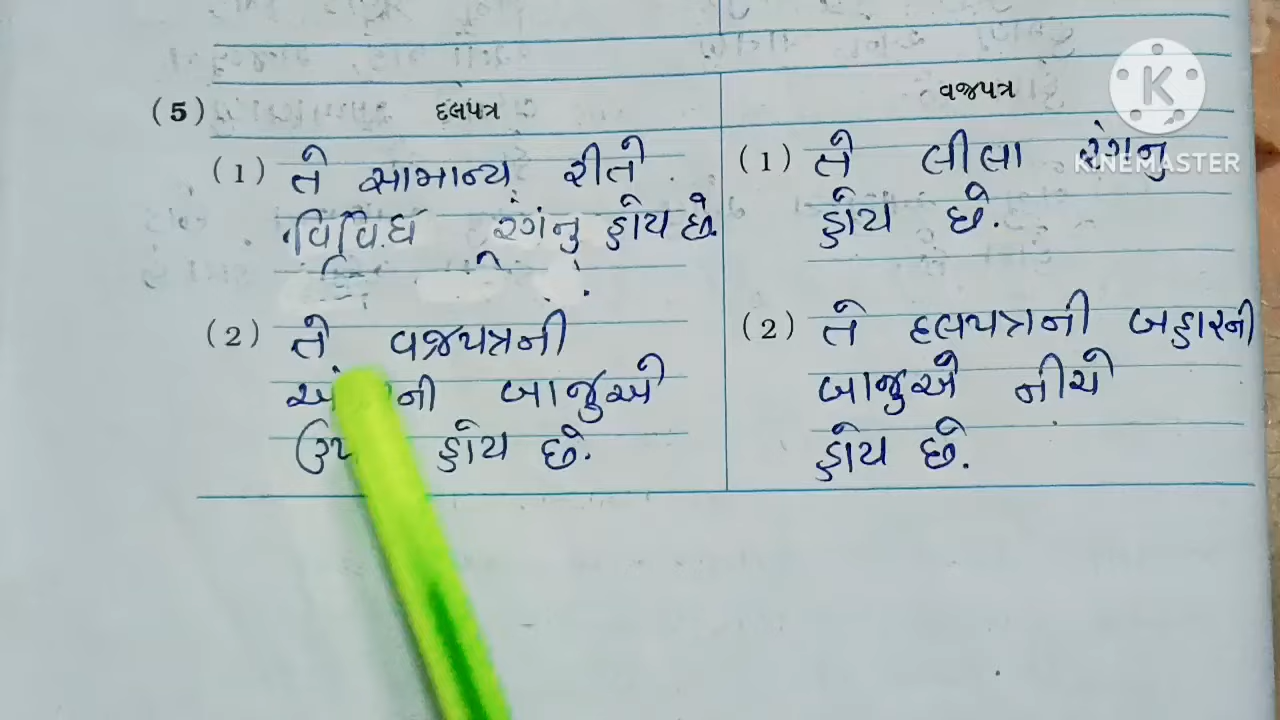 (5) દલપત્ર વજ્રપત્ર
(1) તે સામાન્ય રીતે
વિવિધ રંગનુ હોય છે.
(2) તે વજ્રપત્રની
ની બાજુએ
હોય છે.
(1) તે લીલા રંગનુ
હોય છે.
(2) તે દલપત્રની બહારની
બાજુએ નીચે
હોય છે.
K
KINEMASTER